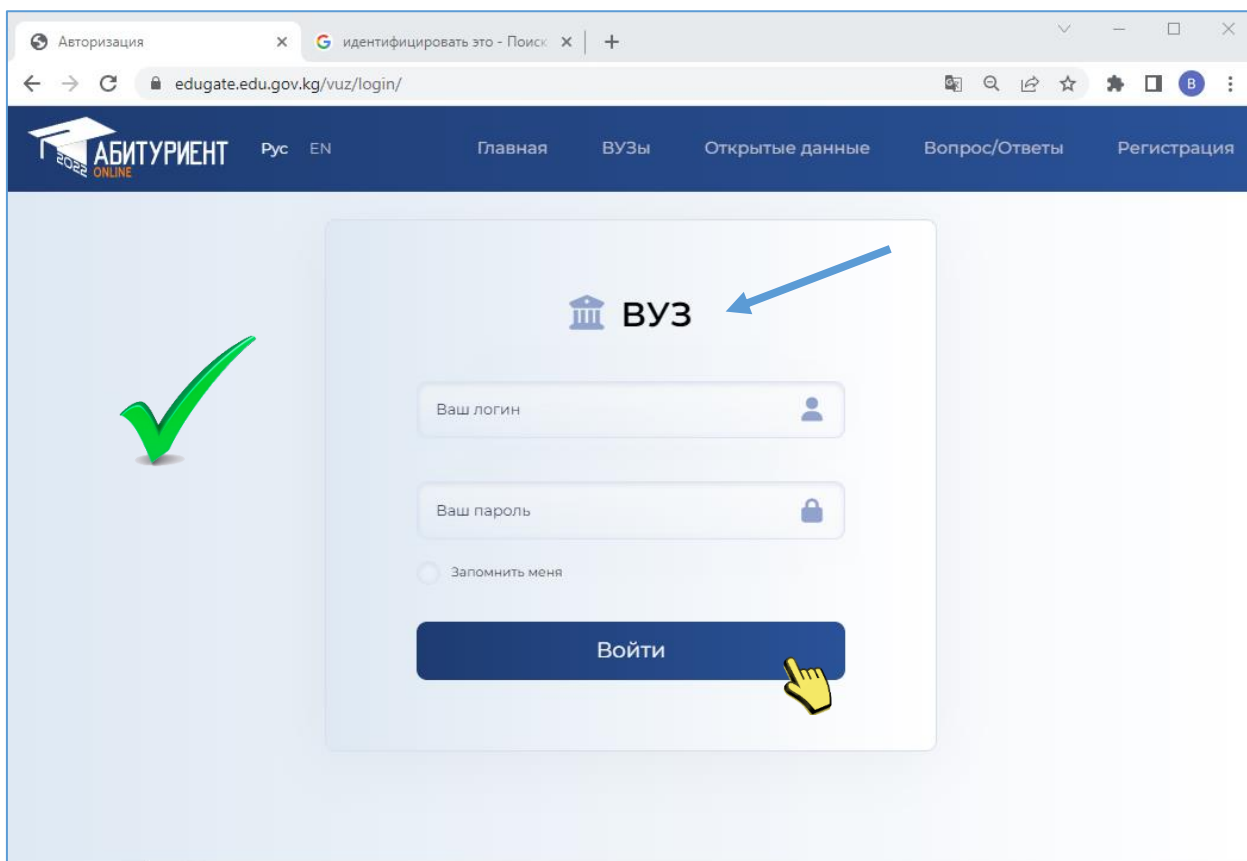 Авторизация
идентифицировать это - Поиск
edugate.edu.gov.kg/vuz/login/
B
2022
АБИТУРИЕНТ
ONLINE
Рус EN Главная ВУЗы Открытые данные Вопрос/Ответы Регистрация
ВУЗ
Ваш логин
Ваш пароль
Запомнить меня
Войти